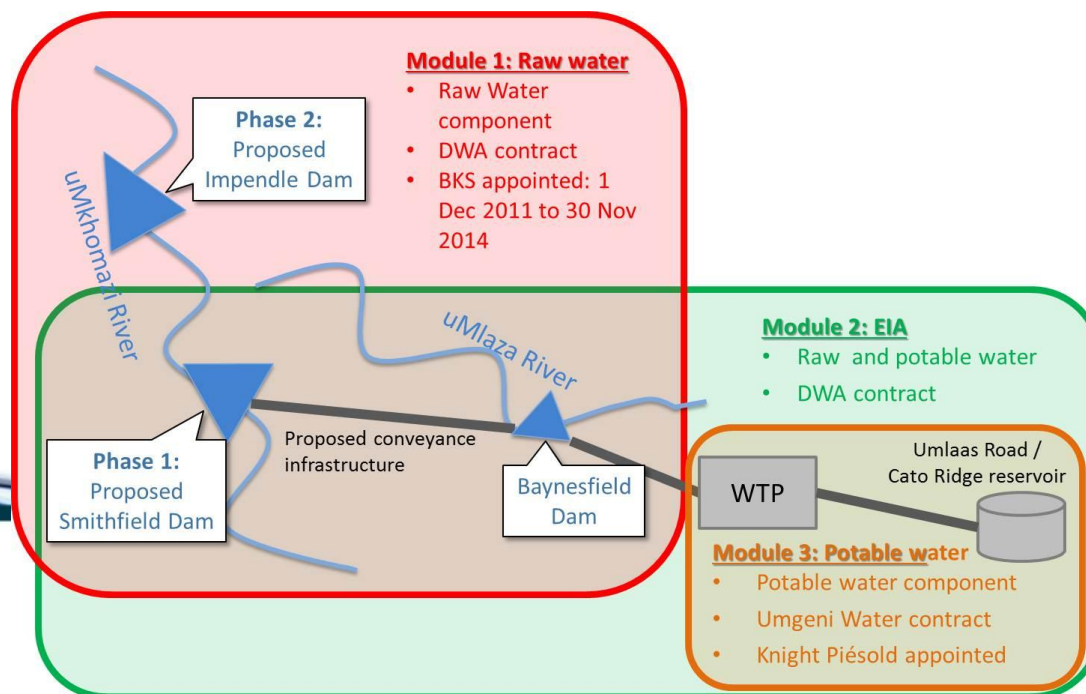 Module 1: Raw water
• Raw Water
component
• DWA contract
• BKS appointed: 1
Dec 2011 to 30 Nov
2014
Phase 2:
Proposed
Impendle Dam
uMkhomazi River
uMlaza River
Module 2: EIA
• Raw and potable water
• DWA contract
Phase 1:
Proposed
Smithfield Dam
Proposed conveyance
infrastructure
Baynesfield
Dam
WTP
Umlaas Road /
Cato Ridge reservoir
Module 3: Potable water
• Potable water component
• Umgeni Water contract
• Knight Piésold appointed